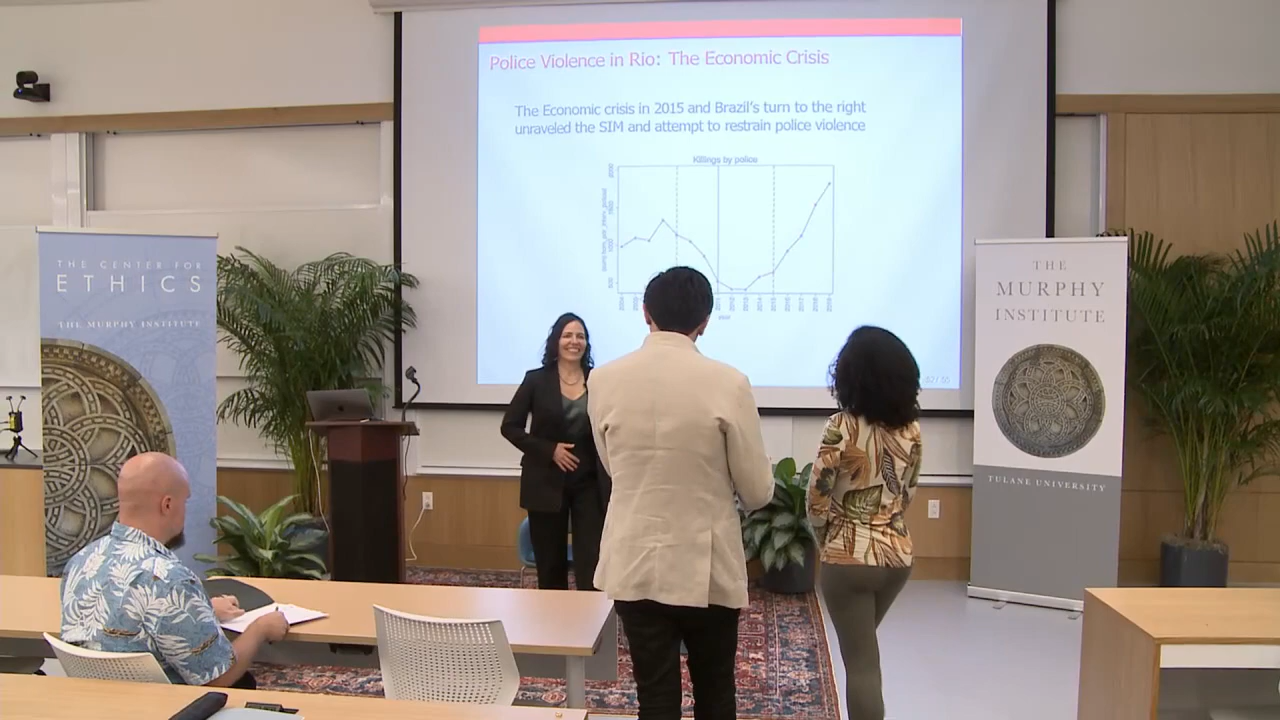 Police Violence in Rio: The Economic Crisis
The Economic crisis in 2015 and Brazil's turn to the right
unraveled the SIM and attempt to restrain police violence
Killings by police
year
THE CENTER FOR
ETHICS
THE MURPHY INSTITUTE
THE
MURPHY
INSTITUTE
TULANE UNIVERSITY